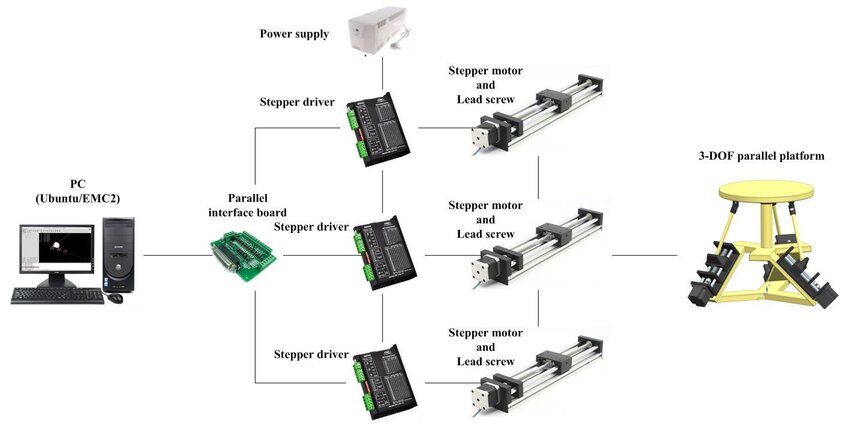 Power supply
Stepper driver
Stepper motor
and
Lead screw
PC
(Ubuntu/EMC2)
Parallel
interface board
Stepper driver
Stepper motor
and
Lead screw
3-DOF parallel platform
Stepper driver
Stepper motor
and
Lead screw